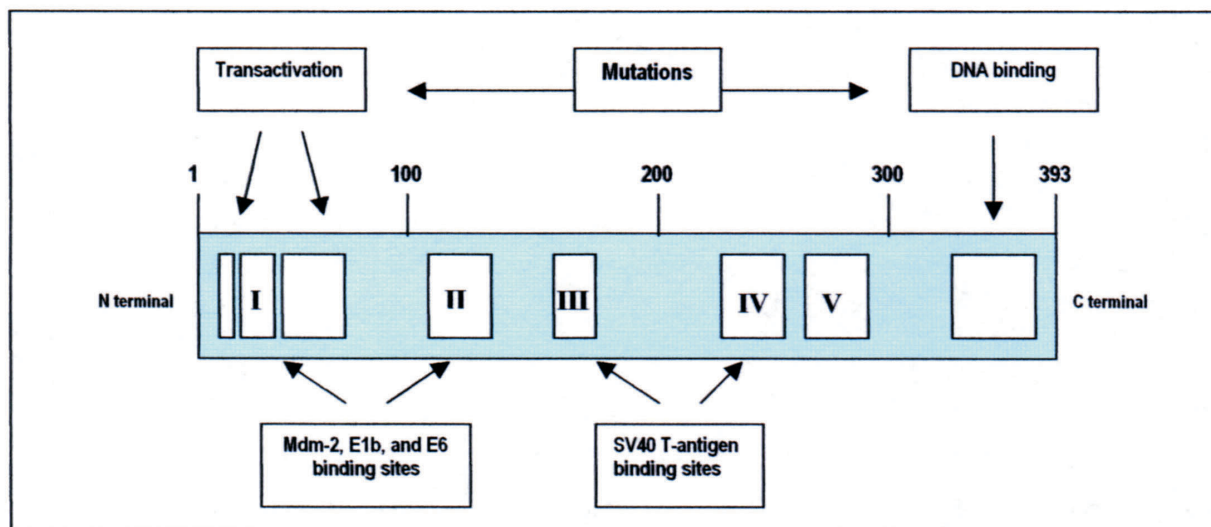 Transactivation
Mutations
DNA binding
1
100
200
300
393
N terminal
I
II
III
IV
V
C terminal
Mdm-2, E1b, and E6
binding sites
SV40 T-antigen
binding sites